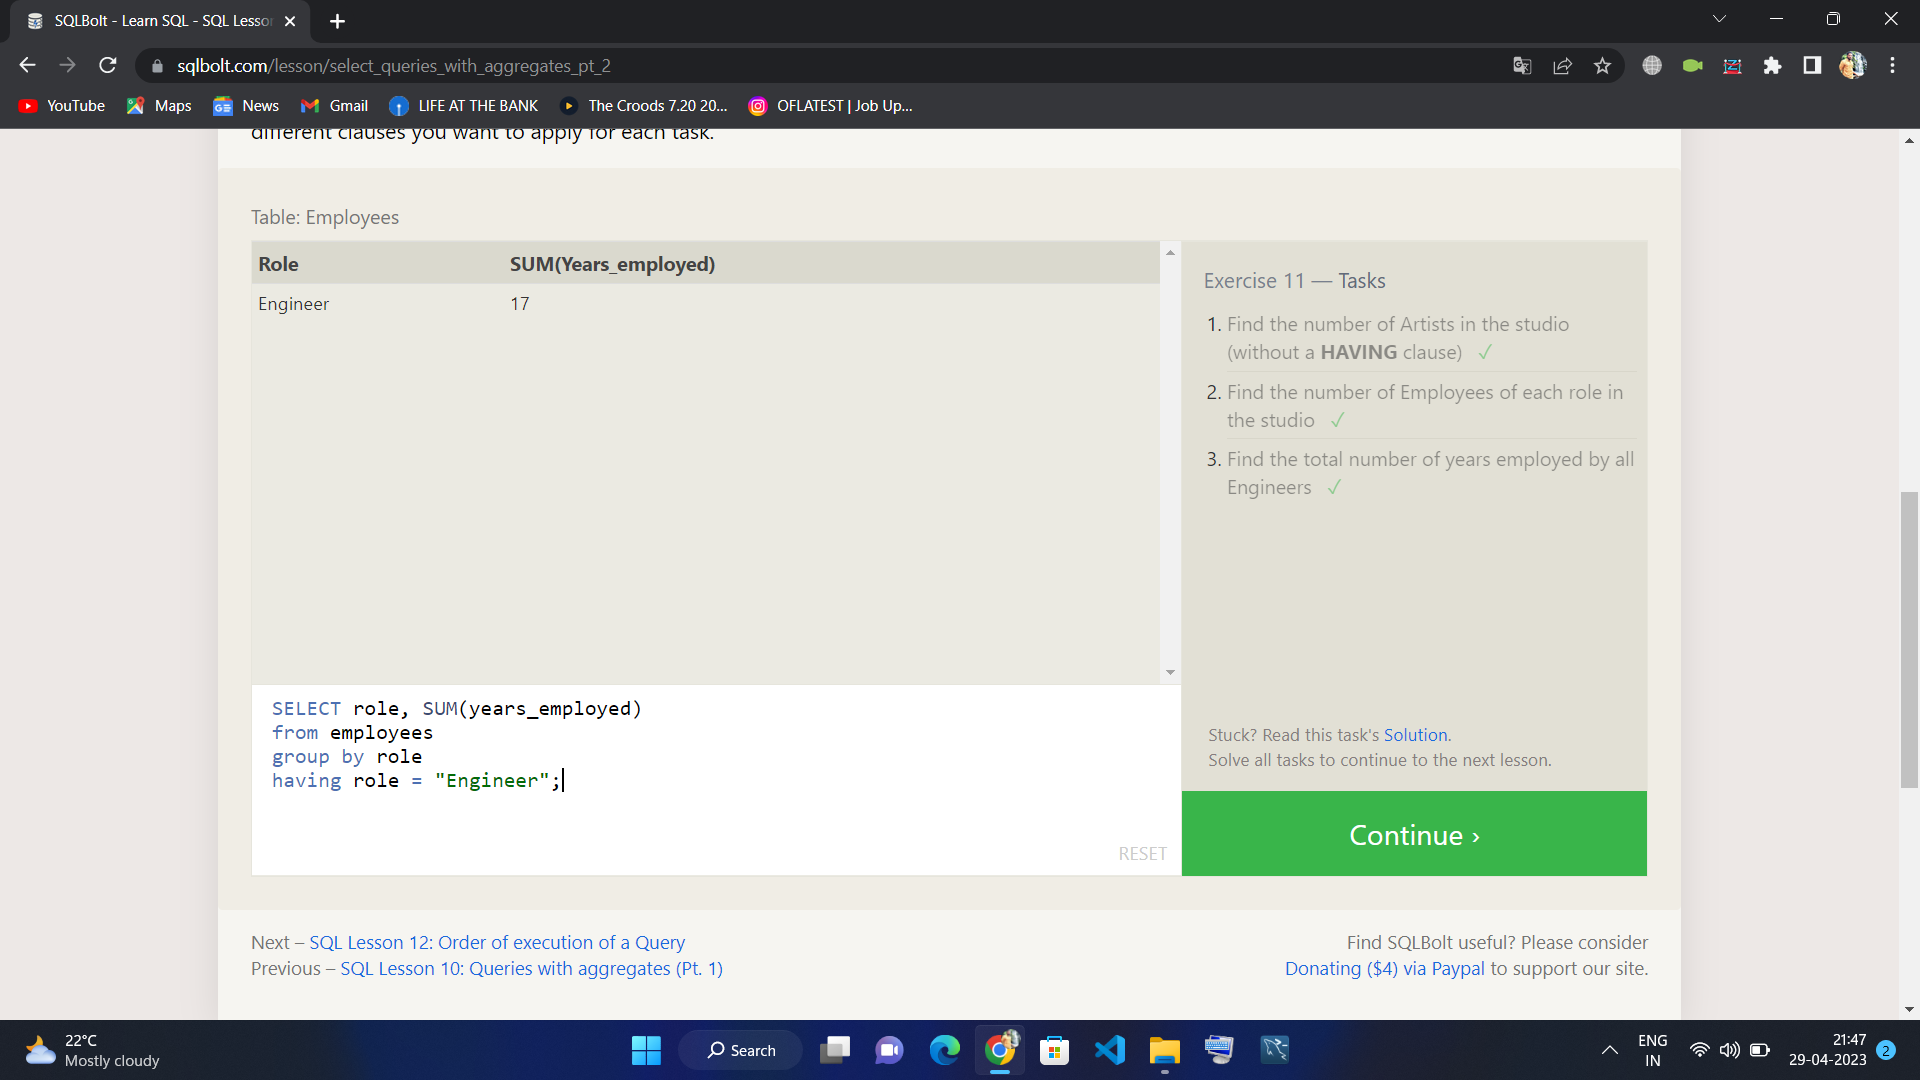 SQLBolt - Learn SQL - SQL Lesso
sqlbolt.com/lesson/select_queries_with_aggregates_pt_2
YouTube Maps News Gmail LIFE AT THE BANK The Croods 7.20 20... OFLATEST | Job Up...
different clauses you want to apply for each task.
Table: Employees
Role SUM(Years_employed)
Engineer 17
Exercise 11 — Tasks
1. Find the number of Artists in the studio
(without a HAVING clause) ✓
2. Find the number of Employees of each role in
the studio ✓
3. Find the total number of years employed by all
Engineers ✓
SELECT role, SUM(years_employed)
from employees
group by role
having role = "Engineer";
RESET
Stuck? Read this task's Solution.
Solve all tasks to continue to the next lesson.
Continue ›
Next – SQL Lesson 12: Order of execution of a Query
Previous – SQL Lesson 10: Queries with aggregates (Pt. 1)
Find SQLBolt useful? Please consider
Donating ($4) via Paypal to support our site.
22°C
Mostly cloudy
Search
ENG
IN
21:47
29-04-2023
2